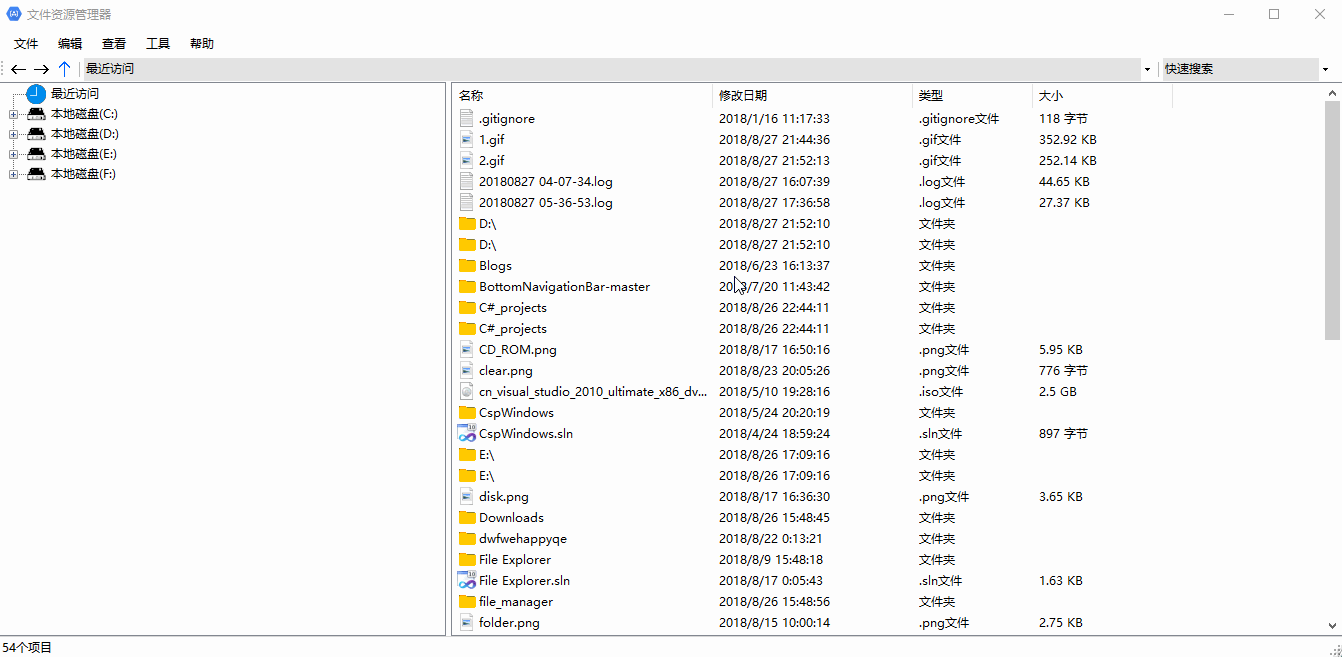 文件资源管理器
文件 编辑 查看 工具 帮助
最近访问 快速搜索
最近访问
本地磁盘(C:)
本地磁盘(D:)
本地磁盘(E:)
本地磁盘(F:)
名称 修改日期 类型 大小
.gitignore 2018/1/16 11:17:33 .gitignore文件 118 字节
1.gif 2018/8/27 21:44:36 .gif文件 352.92 KB
2.gif 2018/8/27 21:52:13 .gif文件 252.14 KB
20180827 04-07-34.log 2018/8/27 16:07:39 .log文件 44.65 KB
20180827 05-36-53.log 2018/8/27 17:36:58 .log文件 27.37 KB
D:\ 2018/8/27 21:52:10 文件夹
D:\ 2018/8/27 21:52:10 文件夹
Blogs 2018/6/23 16:13:37 文件夹
BottomNavigationBar-master 11:43:42 文件夹
C#_projects 2018/8/26 22:44:11 文件夹
C#_projects 2018/8/26 22:44:11 文件夹
CD_ROM.png 2018/8/17 16:50:16 .png文件 5.95 KB
clear.png 2018/8/23 20:05:26 .png文件 776 字节
cn_visual_studio_2010_ultimate_x86_dv... 2018/5/10 19:28:16 .iso文件 2.5 GB
CspWindows 2018/5/24 20:20:19 文件夹
CspWindows.sln 2018/4/24 18:59:24 .sln文件 897 字节
E:\ 2018/8/26 17:09:16 文件夹
E:\ 2018/8/26 17:09:16 文件夹
disk.png 2018/8/17 16:36:30 .png文件 3.65 KB
Downloads 2018/8/26 15:48:45 文件夹
dwfwehappyqe 2018/8/22 0:13:21 文件夹
File Explorer 2018/8/9 15:48:18 文件夹
File Explorer.sln 2018/8/17 0:05:43 .sln文件 1.63 KB
file_manager 2018/8/26 15:48:56 文件夹
folder.png 2018/8/15 10:00:14 .png文件 2.75 KB
54个项目